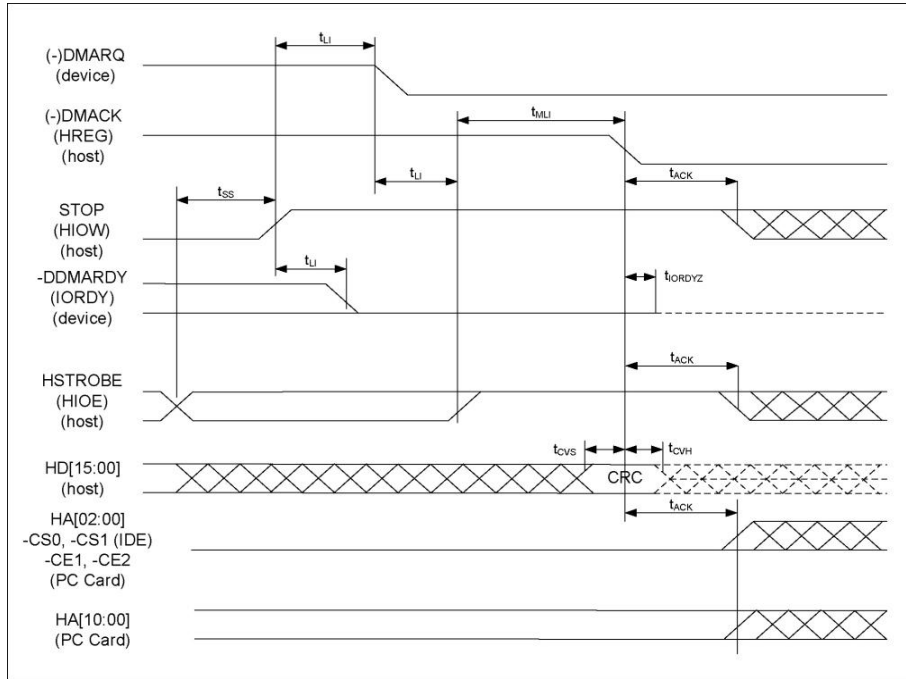 (-)DMARQ
(device)
tLI
(-)DMACK
(HREG)
(host)
tMLI
tLI
tACK
STOP
(HIOW)
(host)
tSS
-DDMARDY
(IORDY)
(device)
tLI
tIORDYZ
HSTROBE
(HIOE)
(host)
tACK
HD[15:00]
(host)
tCVS
tCVH
CRC
HA[02:00]
-CS0, -CS1 (IDE)
-CE1, -CE2
(PC Card)
tACK
HA[10:00]
(PC Card)